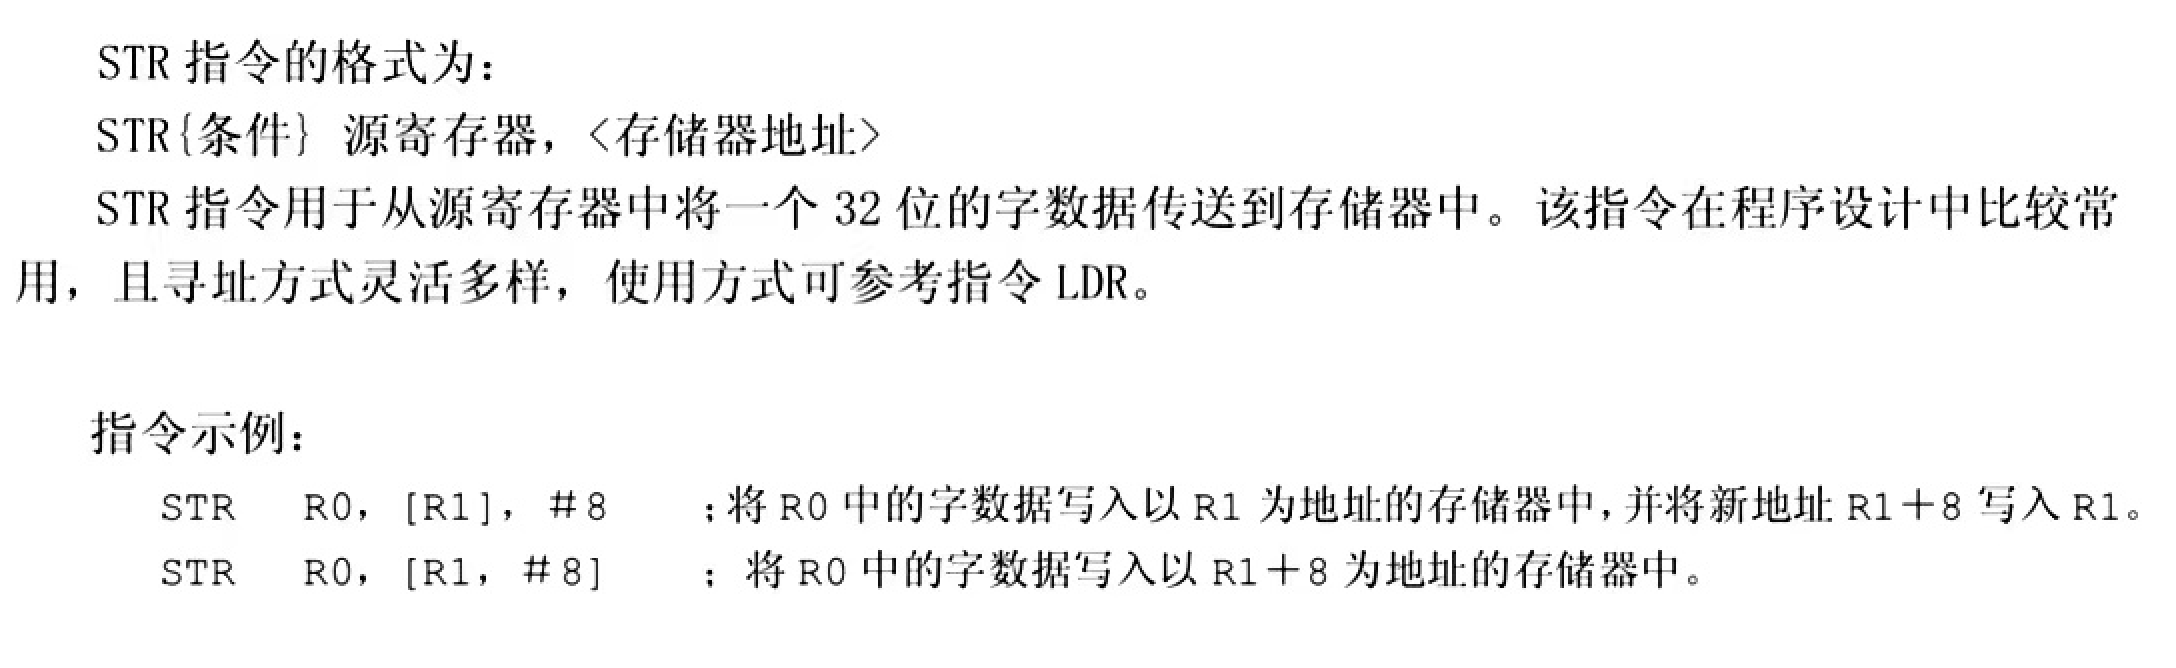 STR 指令的格式为：
STR{条件} 源寄存器，<存储器地址>
STR 指令用于从源寄存器中将一个 32 位的字数据传送到存储器中。该指令在程序设计中比较常
用，且寻址方式灵活多样，使用方式可参考指令 LDR。
指令示例：
STR R0，[R1]，＃8 ；将 R0 中的字数据写入以 R1 为地址的存储器中，并将新地址 R1＋8 写入 R1。
STR R0，[R1，＃8] ；将 R0 中的字数据写入以 R1＋8 为地址的存储器中。